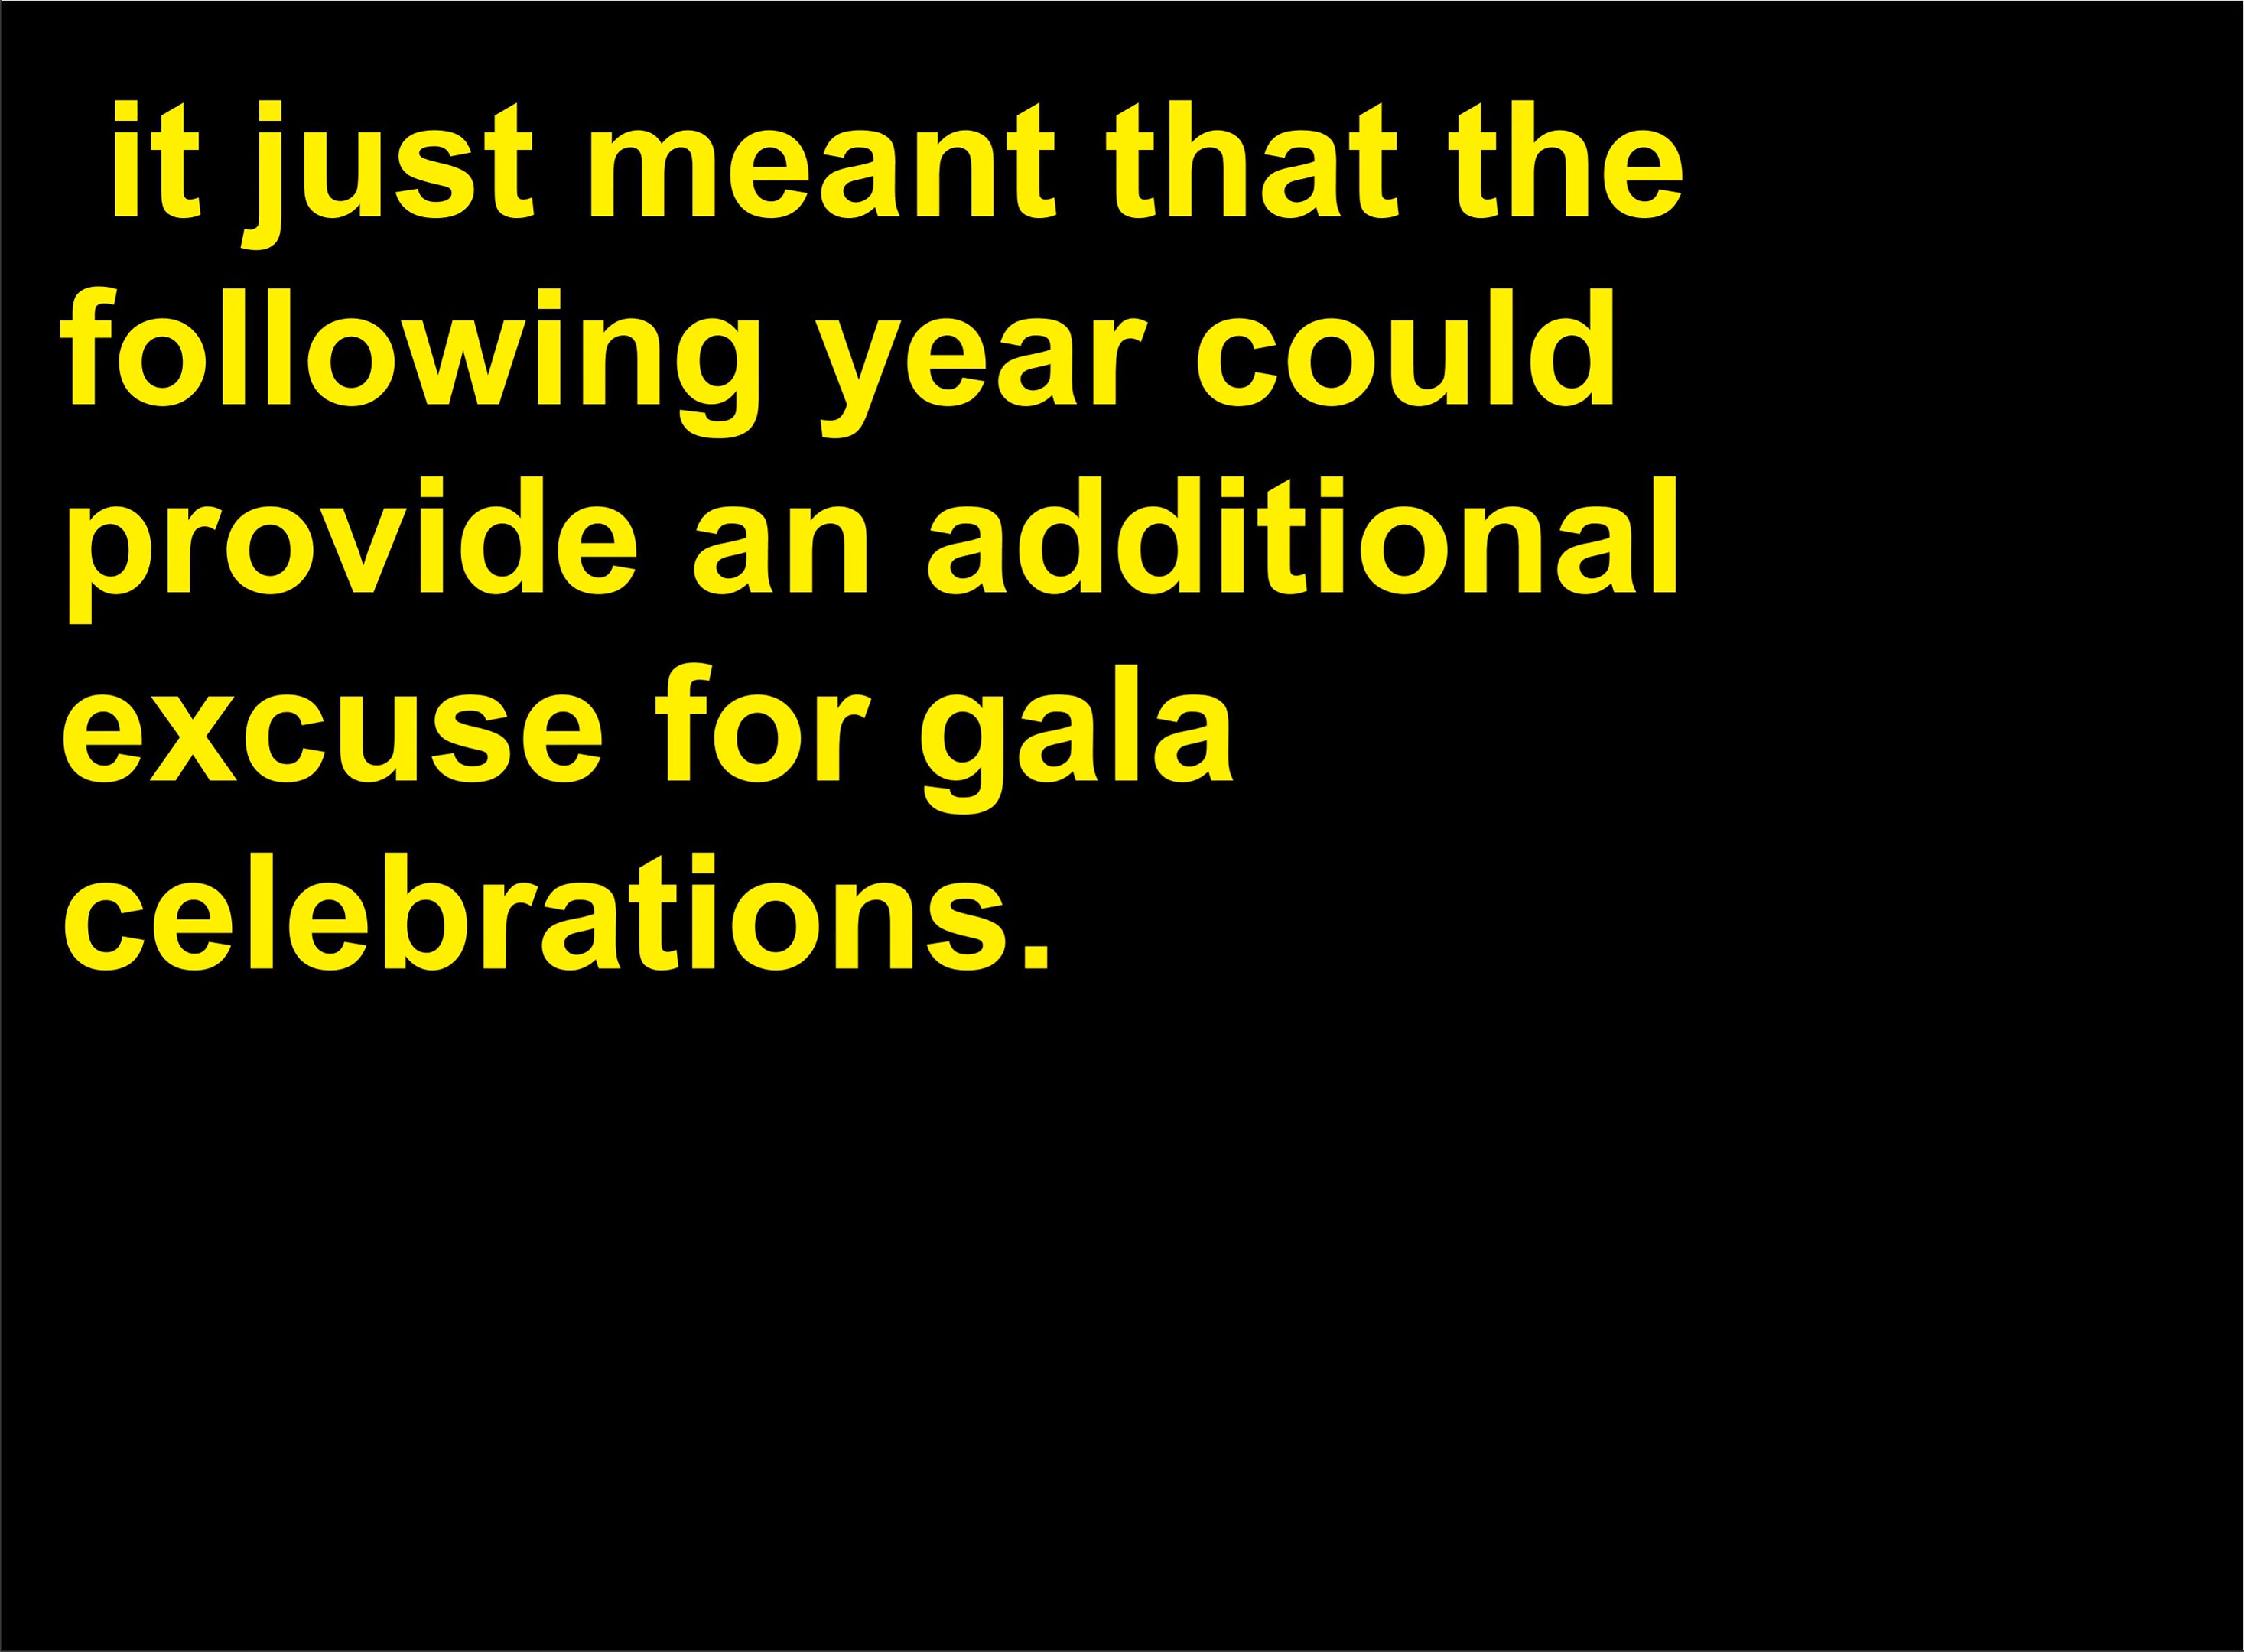 it just meant that the
following year could
provide an additional
excuse for gala
celebrations.